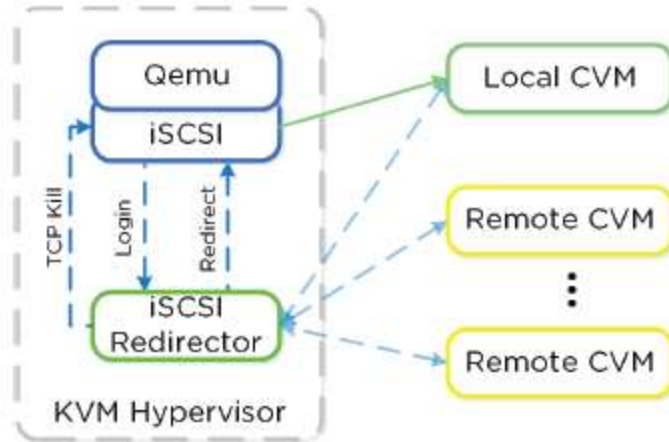 Qemu
iSCSI
TCP Kill
Login
Redirect
iSCSI
Redirector
KVM Hypervisor
Local CVM
Remote CVM
Remote CVM